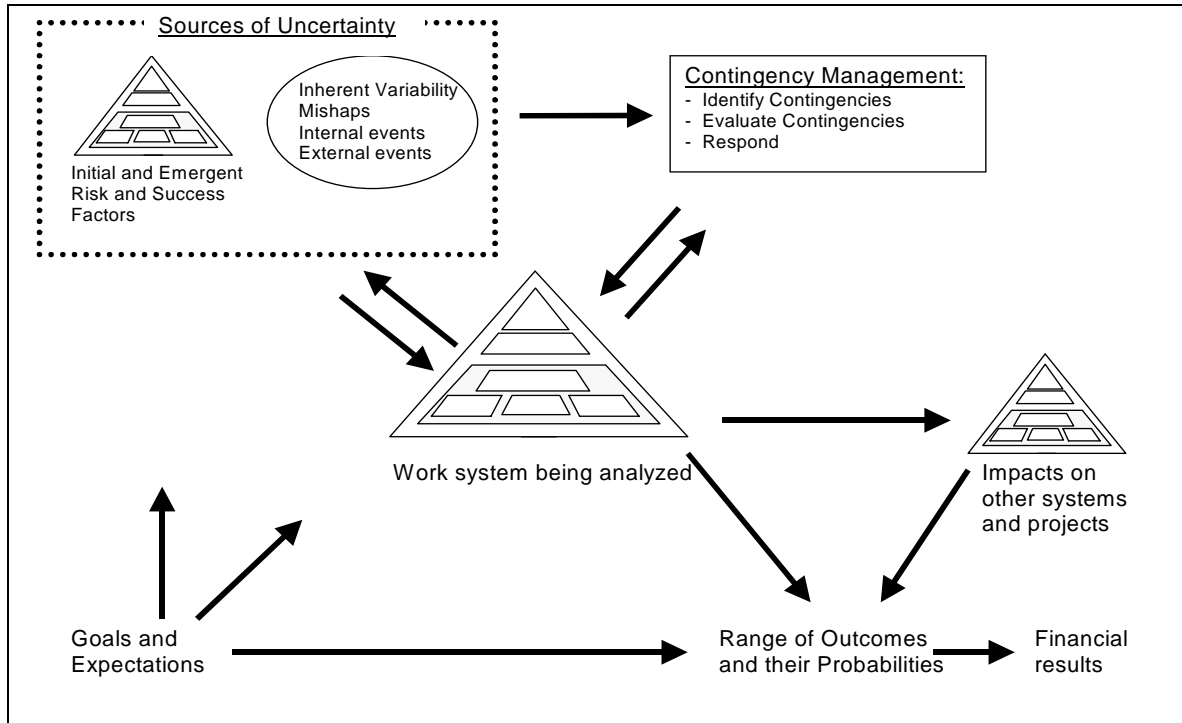 Sources of Uncertainty
Inherent Variability
Mishaps
Internal events
External events
Initial and Emergent
Risk and Success
Factors
Contingency Management:
- Identify Contingencies
- Evaluate Contingencies
- Respond
Work system being analyzed
Impacts on
other systems
and projects
Goals and
Expectations
Range of Outcomes
and their Probabilities
Financial
results